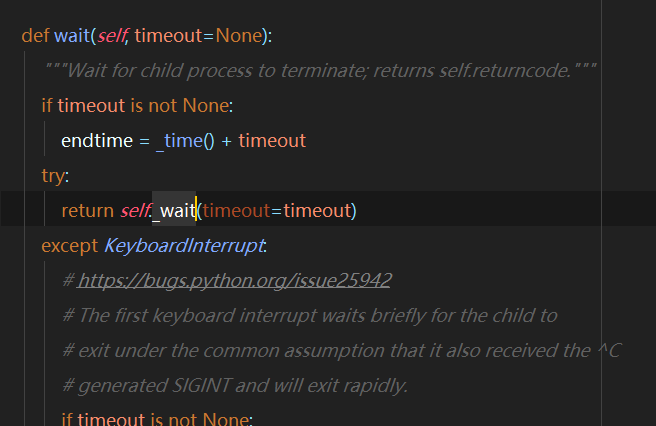 def wait(self, timeout=None):
"""Wait for child process to terminate; returns self.returncode."""
if timeout is not None:
endtime = _time() + timeout
try:
return self._wait(timeout=timeout)
except KeyboardInterrupt:
# https://bugs.python.org/issue25942
# The first keyboard interrupt waits briefly for the child to
# exit under the common assumption that it also received the ^C
# generated SIGINT and will exit rapidly.
if timeout is not None: